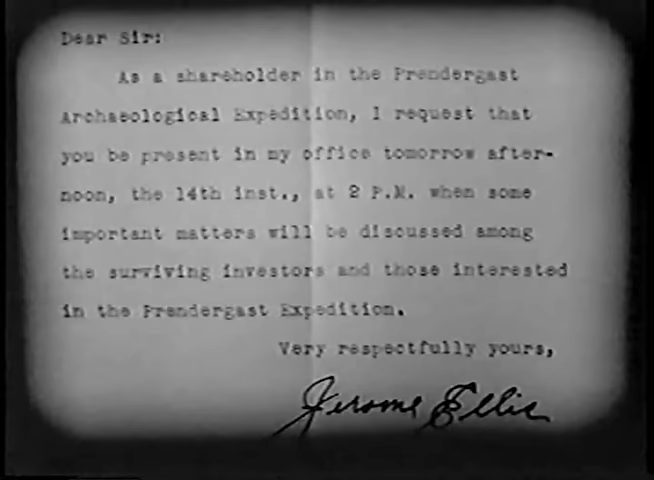 Dear Sir:
As a shareholder in the Prendergast
Archaeological Expedition, I request that
you be present in my office tomorrow after-
noon, the 14th inst., at 2 P.M. when some
important matters will be discussed among
the surviving investors and those interested
in the Prendergast Expedition.
Very respectfully yours,
Jerome Ellis